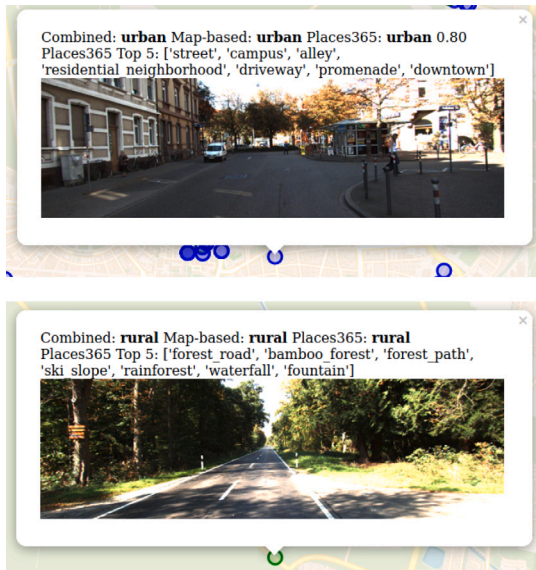 Combined: urban Map-based: urban Places365: urban 0.80
Places365 Top 5: ['street', 'campus', 'alley',
'residential_neighborhood', 'driveway', 'promenade', 'downtown']
Combined: rural Map-based: rural Places365: rural
Places365 Top 5: ['forest_road', 'bamboo_forest', 'forest_path',
'ski_slope', 'rainforest', 'waterfall', 'fountain']